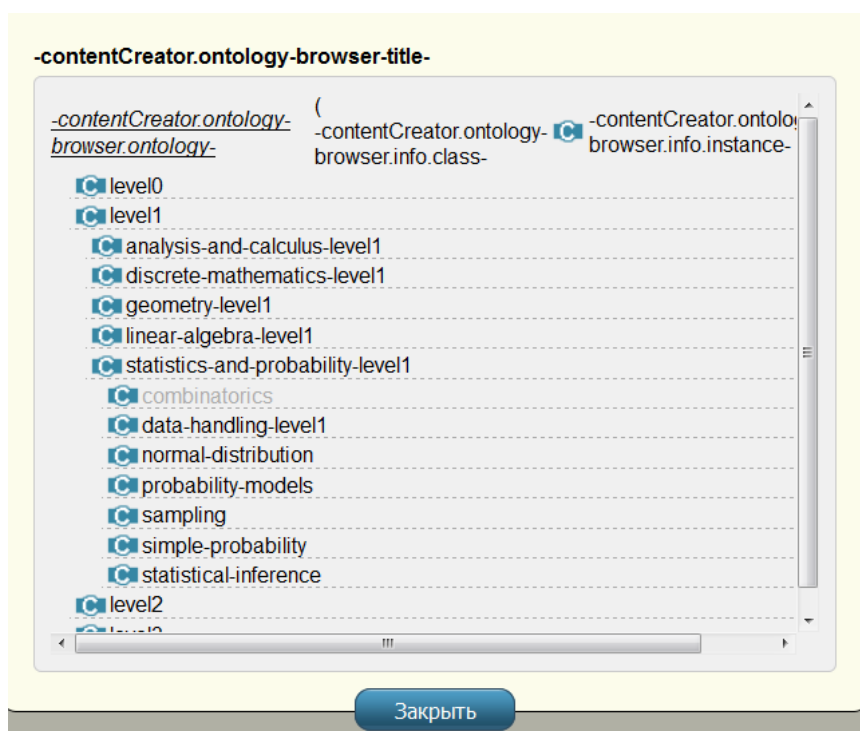 -contentCreator.ontology-browser-title-
-contentCreator.ontology-
browser.ontology-
(
-contentCreator.ontology-
browser.info.class-
-contentCreator.ontolog
browser.info.instance-
level0
level1
analysis-and-calculus-level1
discrete-mathematics-level1
geometry-level1
linear-algebra-level1
statistics-and-probability-level1
combinatorics
data-handling-level1
normal-distribution
probability-models
sampling
simple-probability
statistical-inference
level2
Закрыть